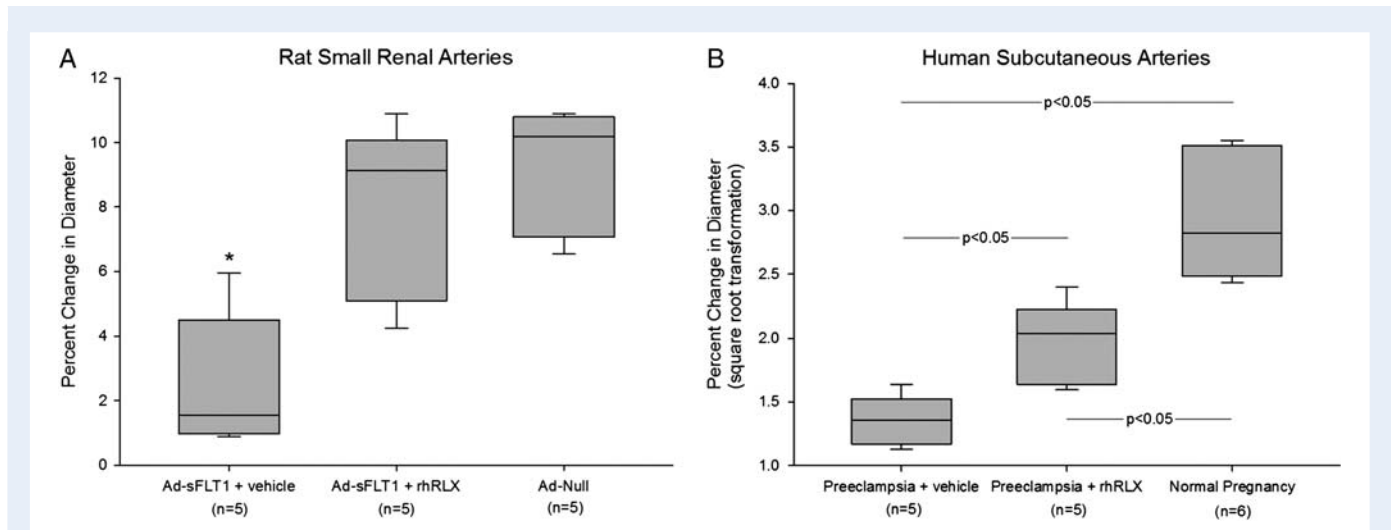 A
Rat Small Renal Arteries
Percent Change in Diameter
12
10
8
6
4
2
0
*
Ad-sFLT1 + vehicle
(n=5)
Ad-sFLT1 + rhRLX
(n=5)
Ad-Null
(n=5)
B
Human Subcutaneous Arteries
Percent Change in Diameter
(square root transformation)
4.0
3.5
3.0
2.5
2.0
1.5
1.0
p<0.05
p<0.05
p<0.05
Preeclampsia + vehicle
(n=5)
Preeclampsia + rhRLX
(n=5)
Normal Pregnancy
(n=6)